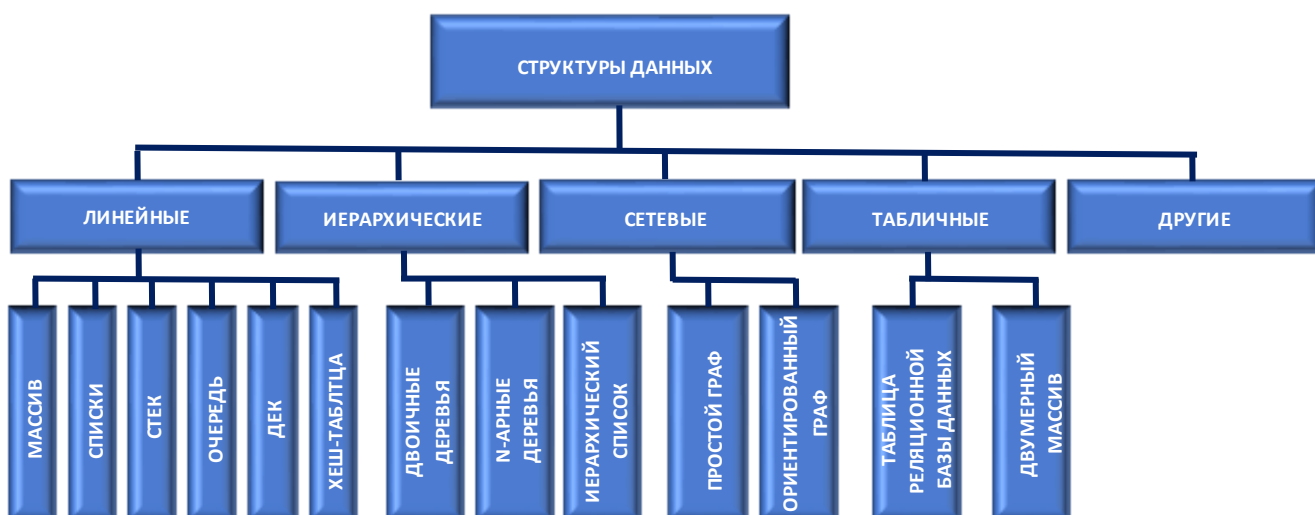 СТРУКТУРЫ ДАННЫХ
ЛИНЕЙНЫЕ
ИЕРАРХИЧЕСКИЕ
СЕТЕВЫЕ
ТАБЛИЧНЫЕ
ДРУГИЕ
МАССИВ
СПИСКИ
СТЕК
ОЧЕРЕДЬ
ДЕК
ХЕШ-ТАБЛТЦА
ДВОИЧНЫЕ
ДЕРЕВЬЯ
N-АРНЫЕ
ДЕРЕВЬЯ
ИЕРАРХИЧЕСКИЙ
СПИСОК
ПРОСТОЙ ГРАФ
ОРИЕНТИРОВАННЫЙ
ГРАФ
ТАБЛИЦА
РЕЛЯЦИОННОЙ
БАЗЫ ДАННЫХ
ДВУМЕРНЫЙ
МАССИВ